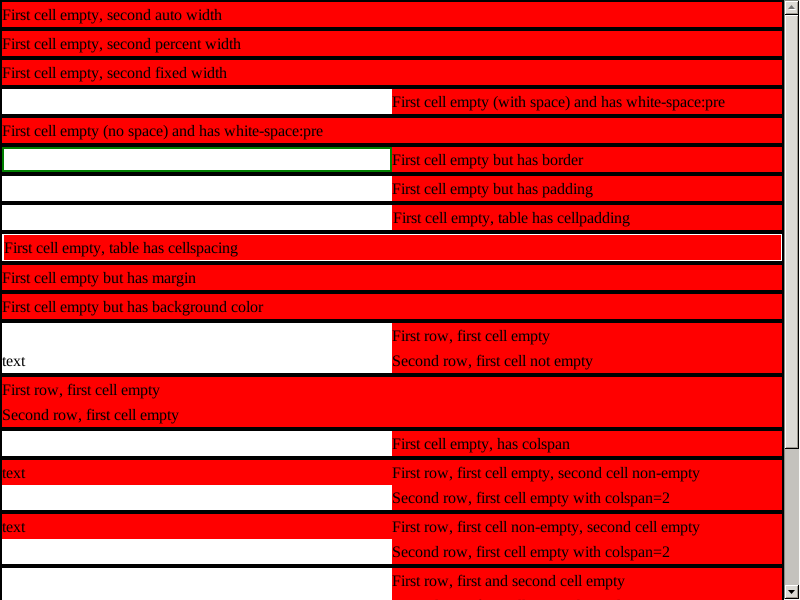 First cell empty, second auto width
First cell empty, second percent width
First cell empty, second fixed width
First cell empty (with space) and has white-space:pre
First cell empty (no space) and has white-space:pre
First cell empty but has border
First cell empty but has padding
First cell empty, table has cellpadding
First cell empty, table has cellspacing
First cell empty but has margin
First cell empty but has background color
First row, first cell empty
text Second row, first cell not empty
First row, first cell empty
Second row, first cell empty
First cell empty, has colspan
text First row, first cell empty, second cell non-empty
Second row, first cell empty with colspan=2
text First row, first cell non-empty, second cell empty
Second row, first cell empty with colspan=2
First row, first and second cell empty